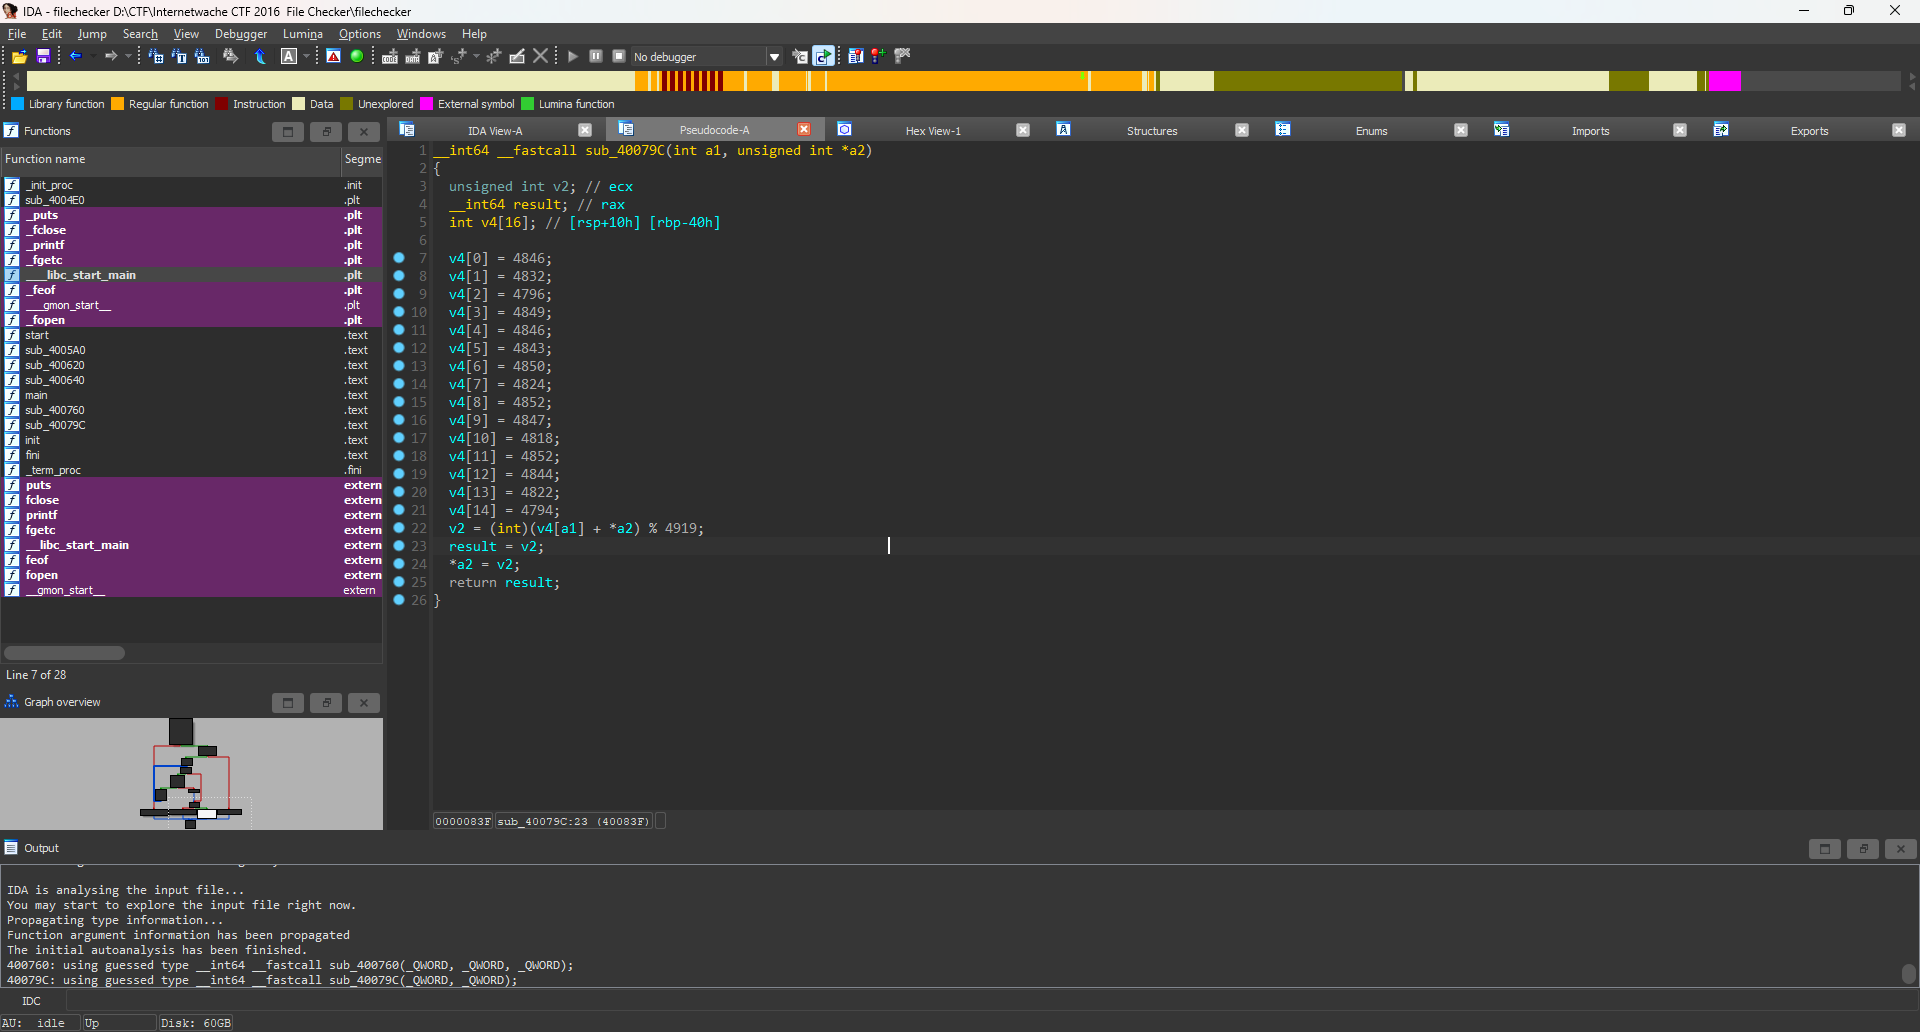 IDA - filechecker D:\CTF\Internetwache CTF 2016 File Checker\filechecker
File Edit Jump Search View Debugger Lumina Options Windows Help
No debugger
Library function Regular function Instruction Data Unexplored External symbol Lumina function
Functions
Function name Segme
_init_proc .init
sub_4004E0 .plt
_puts .plt
_fclose .plt
_printf .plt
_fgetc .plt
___libc_start_main .plt
_feof .plt
___gmon_start__ .plt
_fopen .plt
start .text
sub_4005A0 .text
sub_400620 .text
sub_400640 .text
main .text
sub_400760 .text
sub_40079C .text
init .text
fini .text
_term_proc .fini
puts extern
fclose extern
printf extern
fgetc extern
__libc_start_main extern
feof extern
fopen extern
__gmon_start__ extern
Line 7 of 28
Graph overview
IDA View-A Pseudocode-A Hex View-1 Structures Enums Imports Exports
1 __int64 __fastcall sub_40079C(int a1, unsigned int *a2)
2 {
3 unsigned int v2; // ecx
4 __int64 result; // rax
5 int v4[16]; // [rsp+10h] [rbp-40h]
6
7 v4[0] = 4846;
8 v4[1] = 4832;
9 v4[2] = 4796;
10 v4[3] = 4849;
11 v4[4] = 4846;
12 v4[5] = 4843;
13 v4[6] = 4850;
14 v4[7] = 4824;
15 v4[8] = 4852;
16 v4[9] = 4847;
17 v4[10] = 4818;
18 v4[11] = 4852;
19 v4[12] = 4844;
20 v4[13] = 4822;
21 v4[14] = 4794;
22 v2 = (int)(v4[a1] + *a2) % 4919;
23 result = v2;
24 *a2 = v2;
25 return result;
26 }
0000083F sub_40079C:23 (40083F)
Output
IDA is analysing the input file...
You may start to explore the input file right now.
Propagating type information...
Function argument information has been propagated
The initial autoanalysis has been finished.
400760: using guessed type __int64 __fastcall sub_400760(_QWORD, _QWORD, _QWORD);
40079C: using guessed type __int64 __fastcall sub_40079C(_QWORD, _QWORD);
IDC
AU: idle Up Disk: 60GB